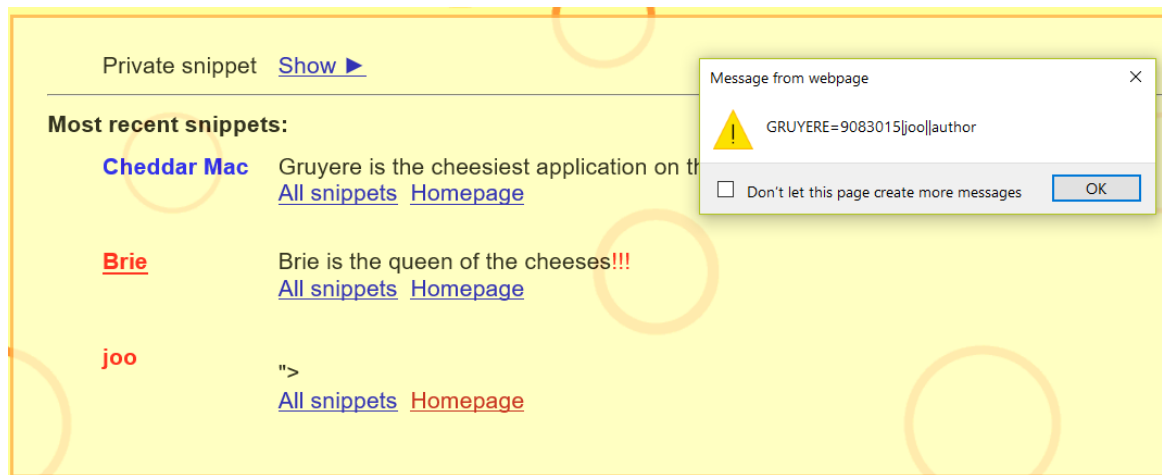 Private snippet Show ►
Most recent snippets:
Cheddar Mac Gruyere is the cheesiest application on
All snippets Homepage
Brie Brie is the queen of the cheeses!!!
All snippets Homepage
joo
">
All snippets Homepage
Message from webpage
GRUYERE=9083015|joo||author
Don't let this page create more messages
OK